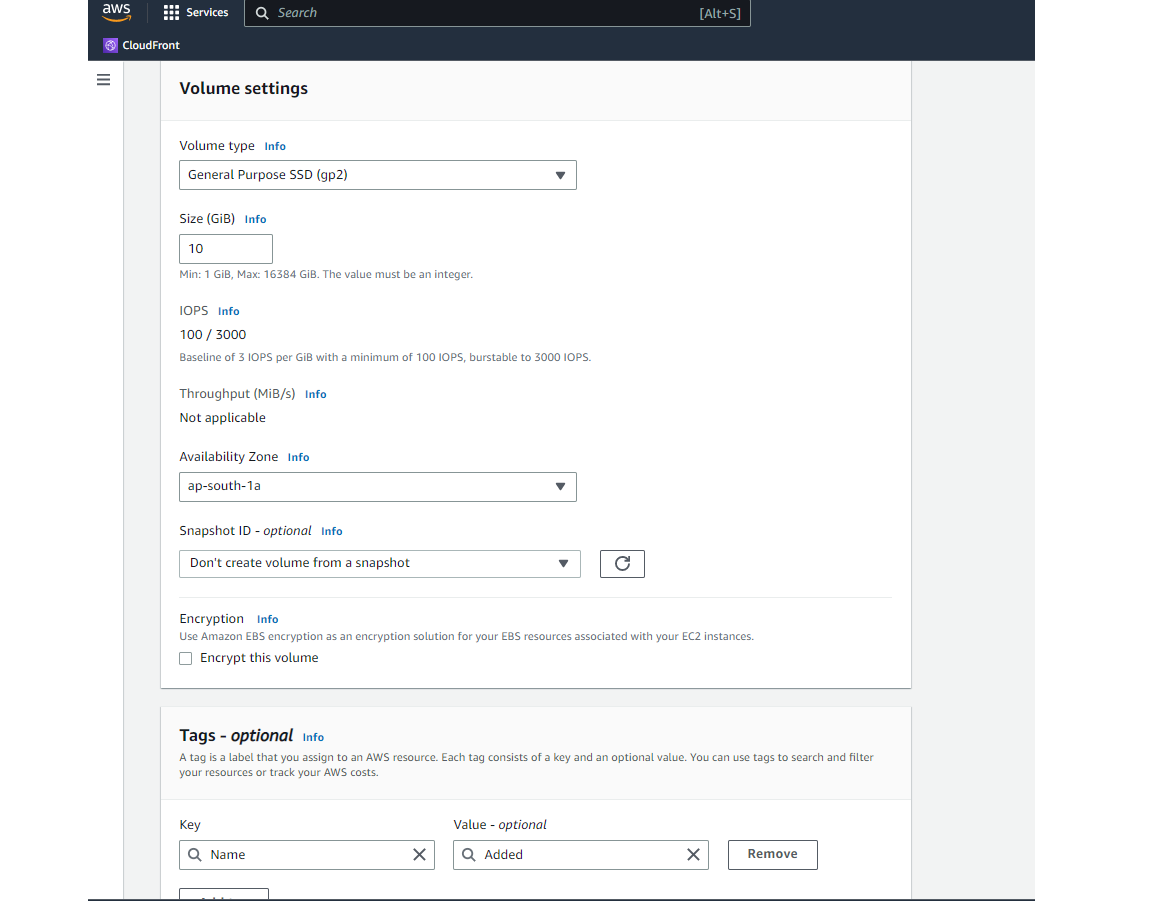 aws Services Search [Alt+S]
CloudFront
Volume settings
Volume type Info
General Purpose SSD (gp2)
Size (GiB) Info
10
Min: 1 GiB, Max: 16384 GiB. The value must be an integer.
IOPS Info
100 / 3000
Baseline of 3 IOPS per GiB with a minimum of 100 IOPS, burstable to 3000 IOPS.
Throughput (MiB/s) Info
Not applicable
Availability Zone Info
ap-south-1a
Snapshot ID - optional Info
Don't create volume from a snapshot
Encryption Info
Use Amazon EBS encryption as an encryption solution for your EBS resources associated with your EC2 instances.
Encrypt this volume
Tags - optional Info
A tag is a label that you assign to an AWS resource. Each tag consists of a key and an optional value. You can use tags to search and filter
your resources or track your AWS costs.
Key Value - optional
Name Added Remove